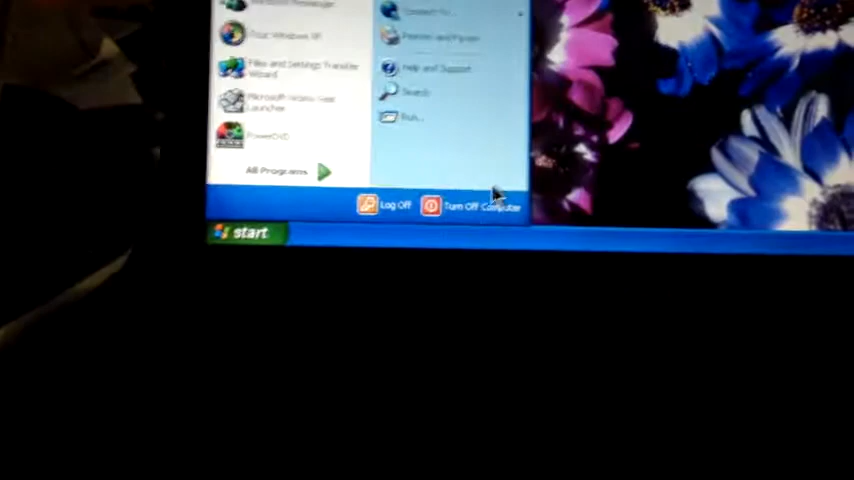 Windows Messenger
Tour Windows XP
Files and Settings Transfer
Wizard
Microsoft Works Task
Launcher
PowerDVD
All Programs
Connect To
Printers and Faxes
Help and Support
Search
Run...
Log Off
Turn Off Computer
start